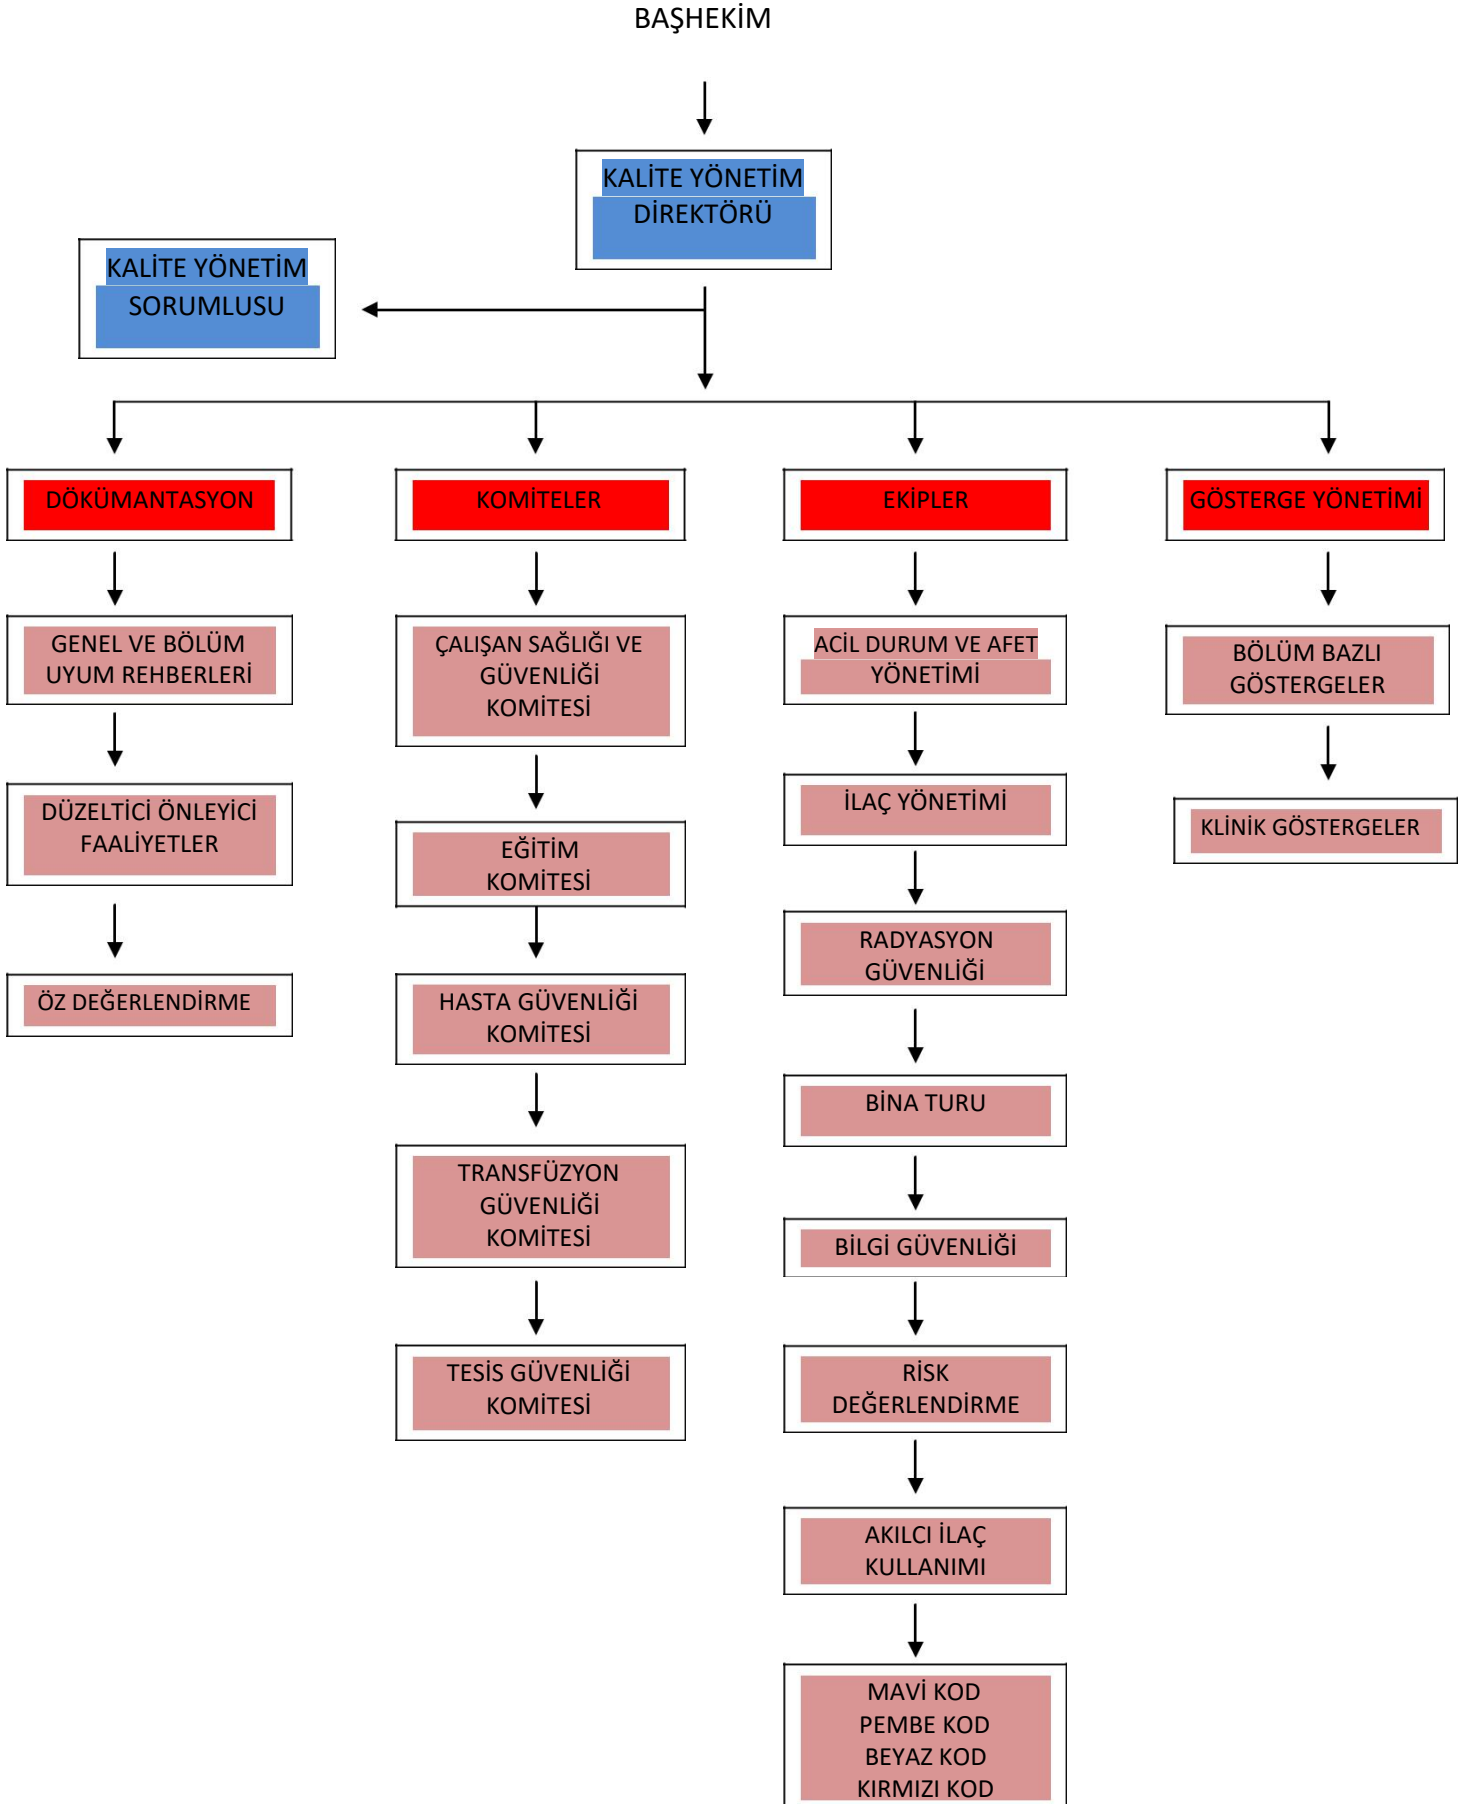 BAŞHEKİM
KALİTE YÖNETİM
DİREKTÖRÜ
KALİTE YÖNETİM
SORUMLUSU
DÖKÜMANTASYON
KOMİTELER
EKİPLER
GÖSTERGE YÖNETİMİ
GENEL VE BÖLÜM
UYUM REHBERLERİ
DÜZELTİCİ ÖNLEYİCİ
FAALİYETLER
ÖZ DEĞERLENDİRME
ÇALIŞAN SAĞLIĞI VE
GÜVENLİĞİ
KOMİTESİ
EĞİTİM
KOMİTESİ
HASTA GÜVENLİĞİ
KOMİTESİ
TRANSFÜZYON
GÜVENLİĞİ
KOMİTESİ
TESİS GÜVENLİĞİ
KOMİTESİ
ACİL DURUM VE AFET
YÖNETİMİ
İLAÇ YÖNETİMİ
RADYASYON
GÜVENLİĞİ
BİNA TURU
BİLGİ GÜVENLİĞİ
RİSK
DEĞERLENDİRME
AKILCI İLAÇ
KULLANIMI
MAVİ KOD
PEMBE KOD
BEYAZ KOD
KIRMIZI KOD
BÖLÜM BAZLI
GÖSTERGELER
KLİNİK GÖSTERGELER